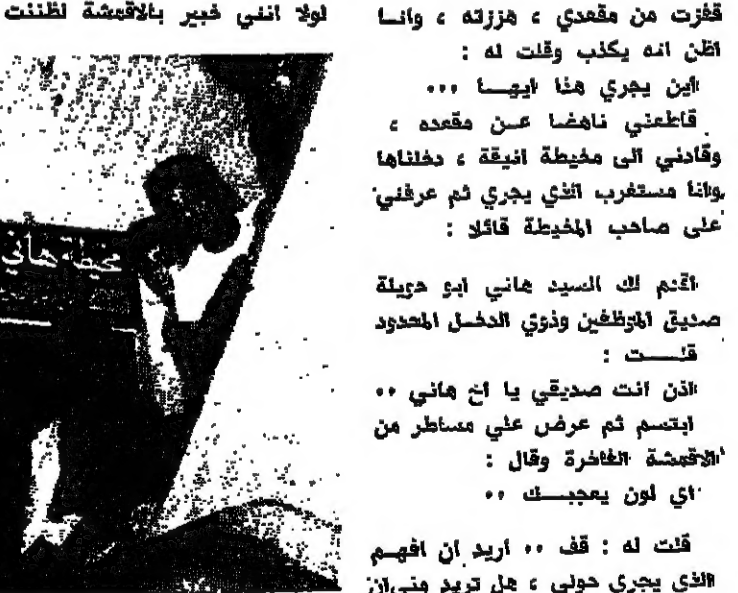 قفزت من مقعدي ، هززته ، وانا
اظن انه يكذب وقلت له :
اين يجري هذا ايها ...
قاطعني ناهضا عن مقعده ،
وقادني الى مخيطة انيقة ، دخلناها
وانا مستغرب الذي يجري ثم عرفني
على صاحب المخيطة قائلا :
اقدم لك السيد هاني ابو حويلة
صديق الموظفين وذوي الدخل المحدود
قلت :
اذن انت صديقي يا اخ هاني ..
ابتسم ثم عرض علي مساطر من
الاقمشة الفاخرة وقال :
اي لون يعجبك ..
قلت له : قف .. اريد ان افهم
الذي يجري حولي ، هل تريد مني ان
لولا انني خبير بالاقمشة لظننت
مخيطة هاني